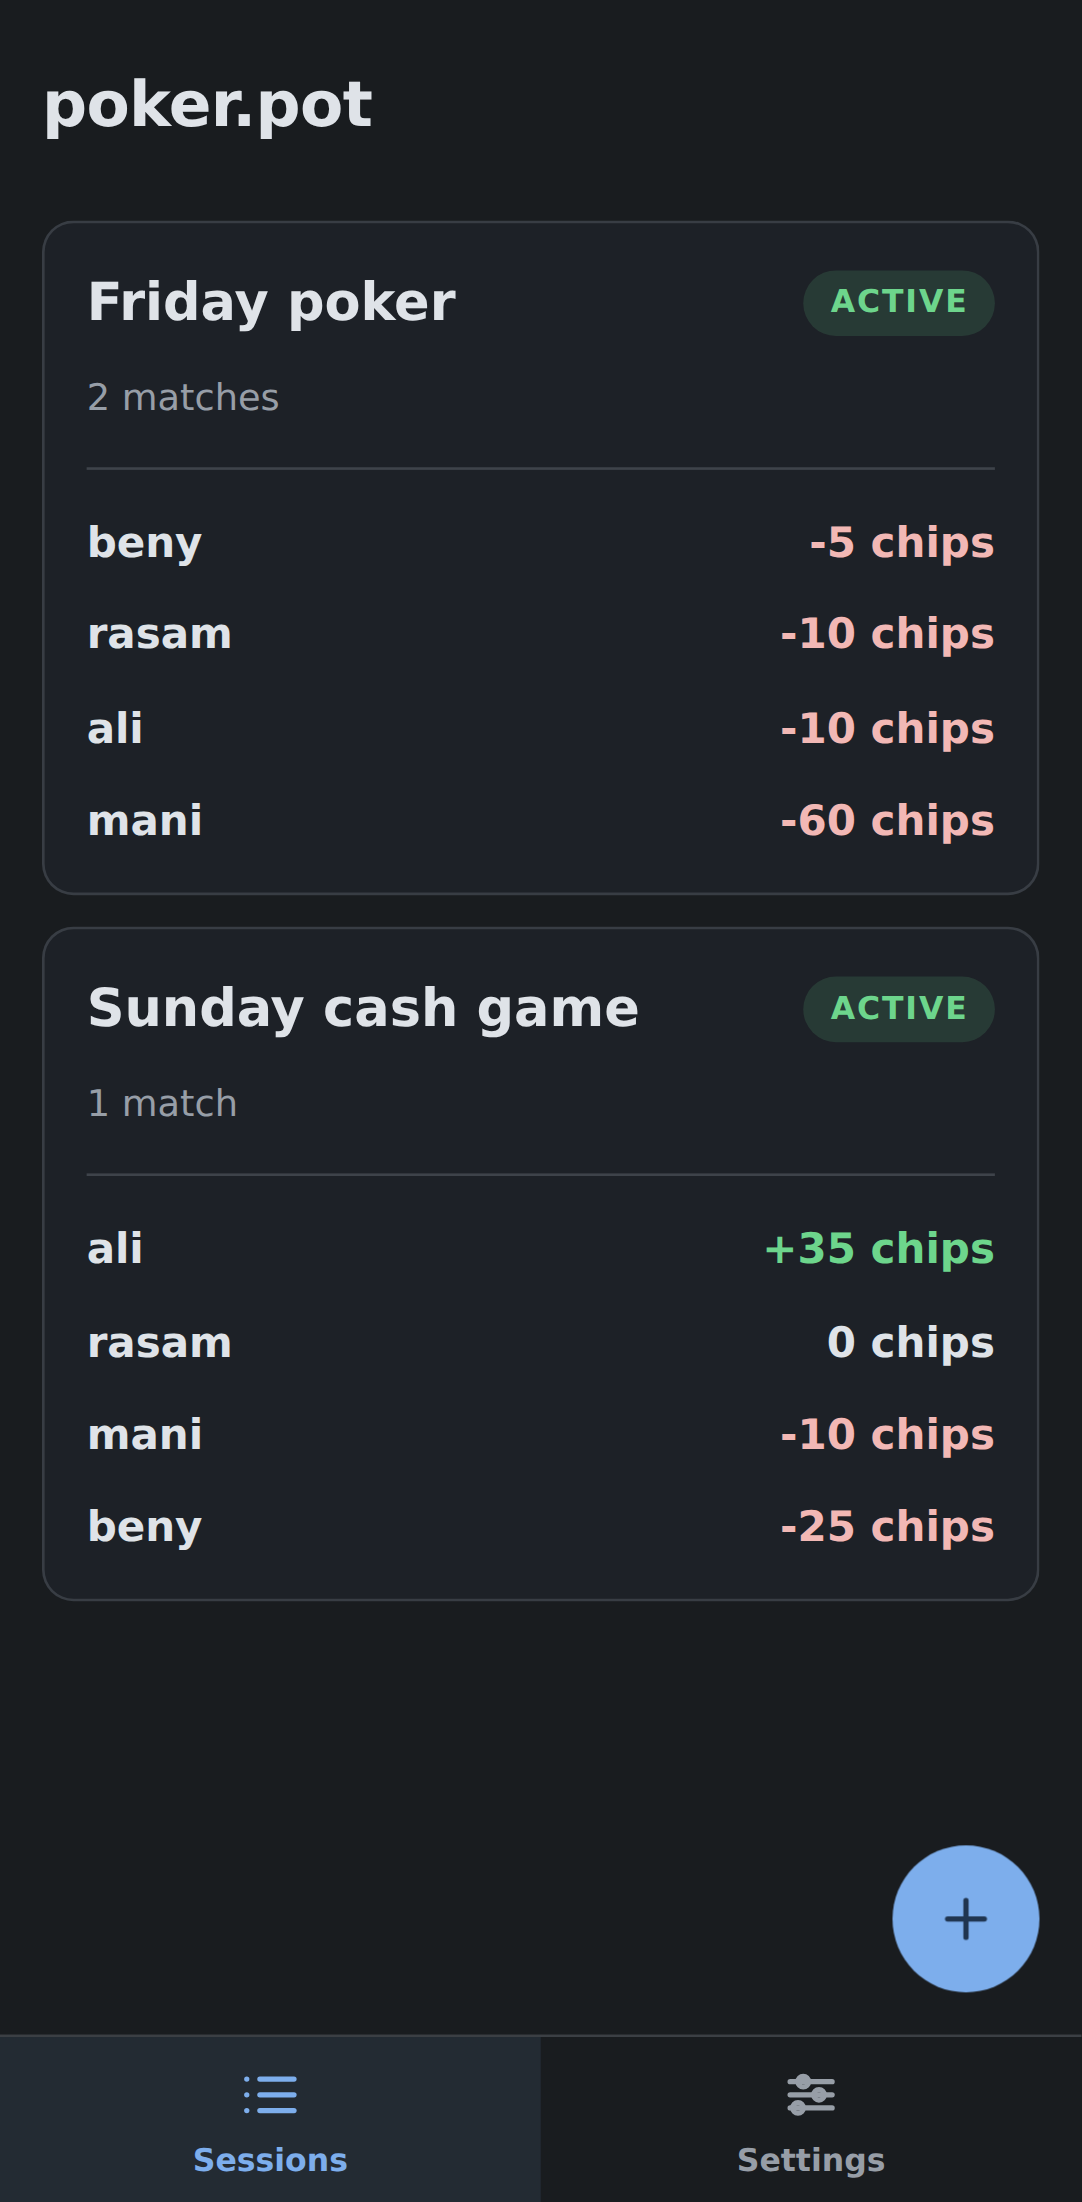 poker.pot
Friday poker ACTIVE
2 matches
beny -5 chips
rasam -10 chips
ali -10 chips
mani -60 chips
Sunday cash game ACTIVE
1 match
ali +35 chips
rasam 0 chips
mani -10 chips
beny -25 chips
Sessions Settings